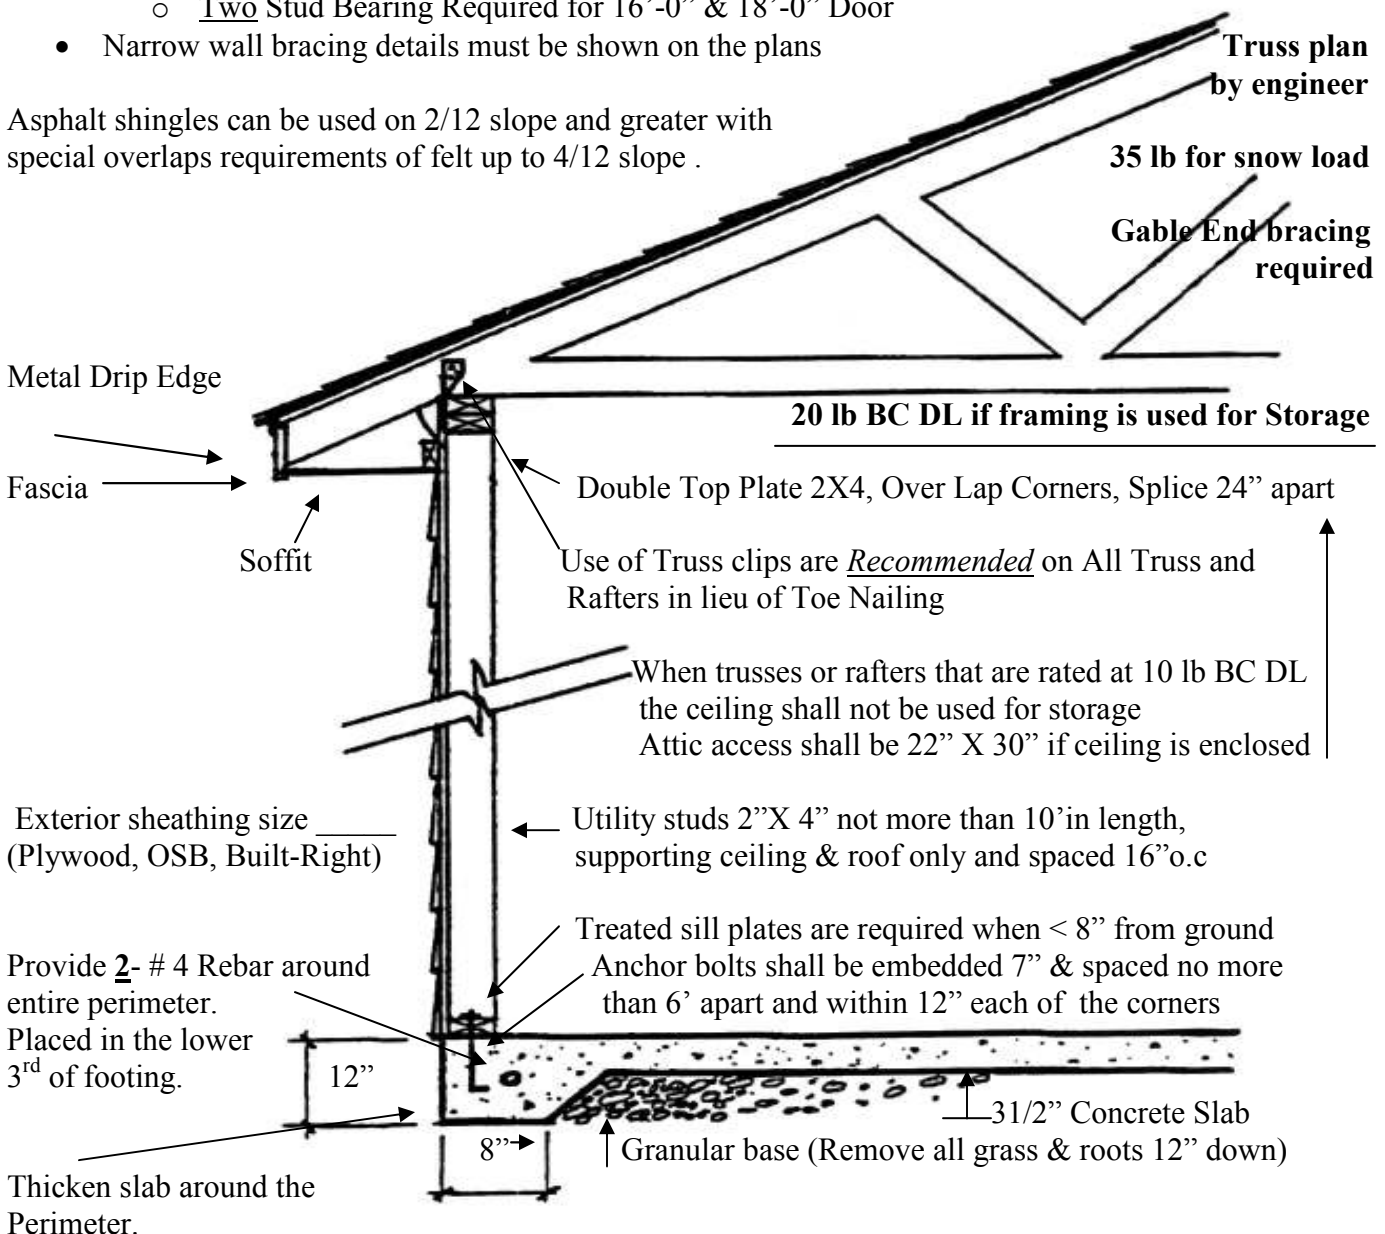 o Two Stud Bearing Required for 16’-0” & 18’-0” Door
• Narrow wall bracing details must be shown on the plans
Truss plan
by engineer
Asphalt shingles can be used on 2/12 slope and greater with
special overlaps requirements of felt up to 4/12 slope .
35 lb for snow load
Gable End bracing
required
Metal Drip Edge
20 lb BC DL if framing is used for Storage
Fascia
Double Top Plate 2X4, Over Lap Corners, Splice 24” apart
Soffit
Use of Truss clips are Recommended on All Truss and
Rafters in lieu of Toe Nailing
When trusses or rafters that are rated at 10 lb BC DL
the ceiling shall not be used for storage
Attic access shall be 22” X 30” if ceiling is enclosed
Exterior sheathing size _____
(Plywood, OSB, Built-Right)
Utility studs 2”X 4” not more than 10’in length,
supporting ceiling & roof only and spaced 16”o.c
Treated sill plates are required when < 8” from ground
Anchor bolts shall be embedded 7” & spaced no more
than 6’ apart and within 12” each of the corners
Provide 2- # 4 Rebar around
entire perimeter.
Placed in the lower
3rd of footing.
12”
31/2” Concrete Slab
8”
Granular base (Remove all grass & roots 12” down)
Thicken slab around the
Perimeter.